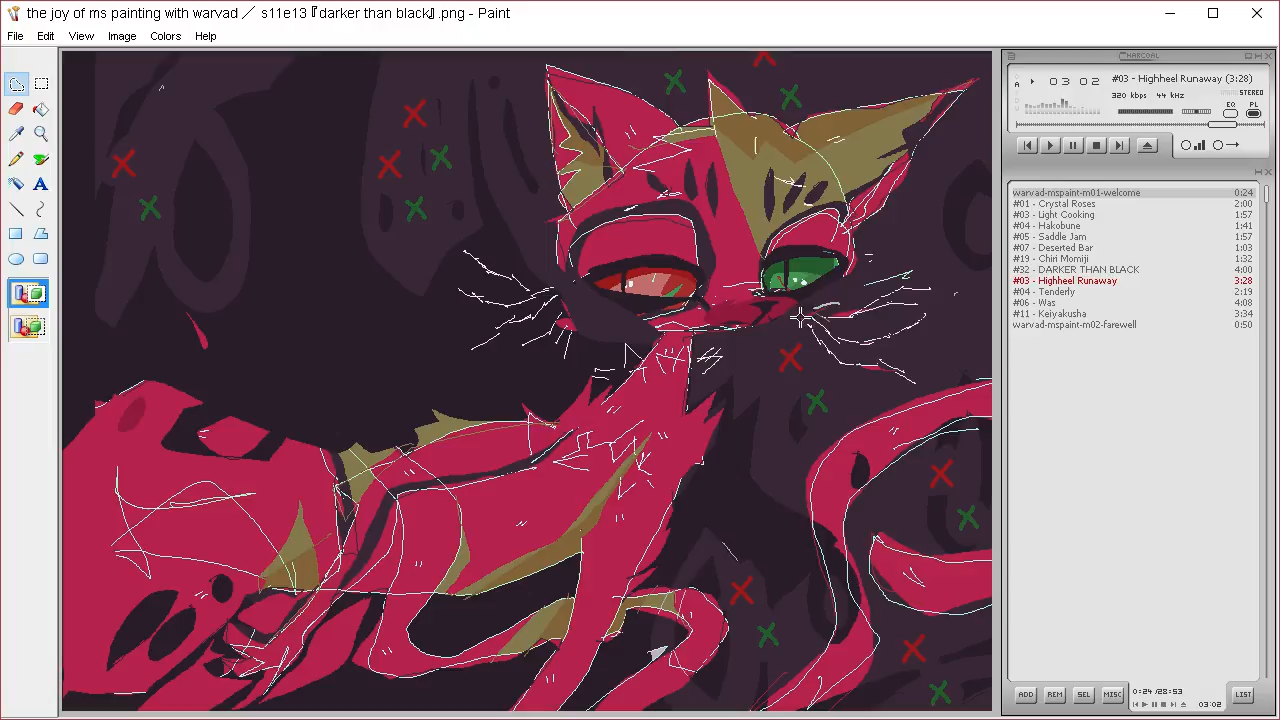 the joy of ms painting with warvad ／ s11e13『darker than black』.png - Paint
File Edit View Image Colors Help
CHARCOAL
03 02
#03 - Highheel Runaway (3:28)
320 kbps 44 kHz STEREO
EQ PL
warvad-mspaint-m01-welcome 0:24
#01 - Crystal Roses 2:00
#03 - Light Cooking 1:57
#04 - Hakobune 1:41
#05 - Saddle Jam 1:57
#07 - Deserted Bar 1:03
#19 - Chiri Momiji 1:32
#32 - DARKER THAN BLACK 4:00
#03 - Highheel Runaway 3:28
#04 - Tenderly 2:19
#06 - Was 4:08
#11 - Keiyakusha 3:34
warvad-mspaint-m02-farewell 0:50
ADD REM SEL MISC 0:24/28:53 03:02 LIST